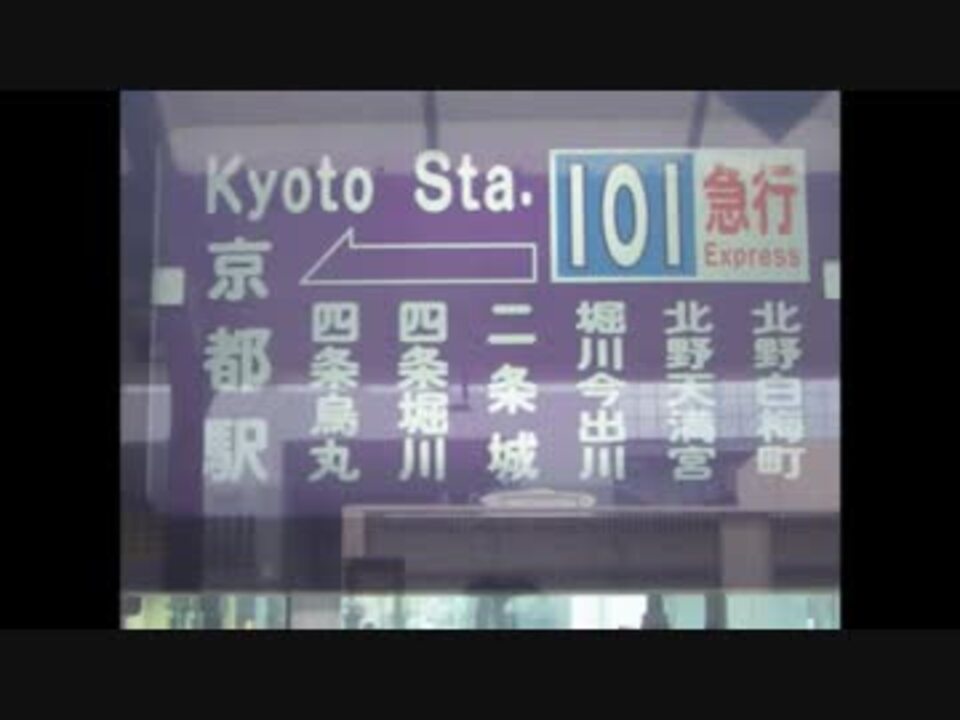 Kyoto Sta.
101
急行
Express
北野白梅町
北野天満宮
堀川今出川
二条城
四条堀川
四条烏丸
京都駅